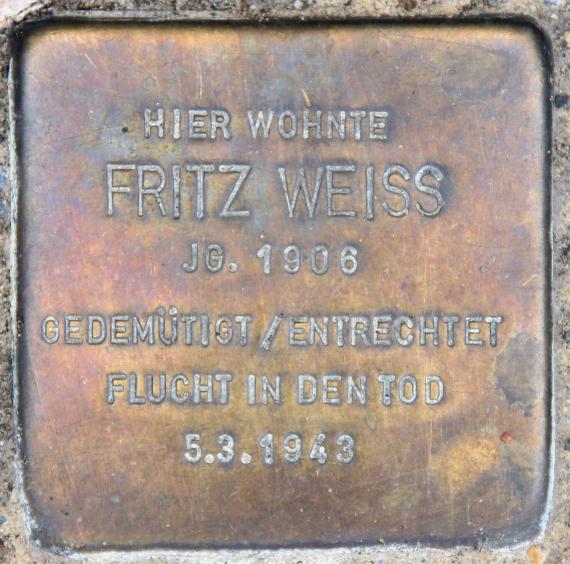 HIER WOHNTE
FRITZ WEISS
JG. 1906
GEDEMÜTIGT/ENTRECHTET
FLUCHT IN DEN TOD
5.3.1943